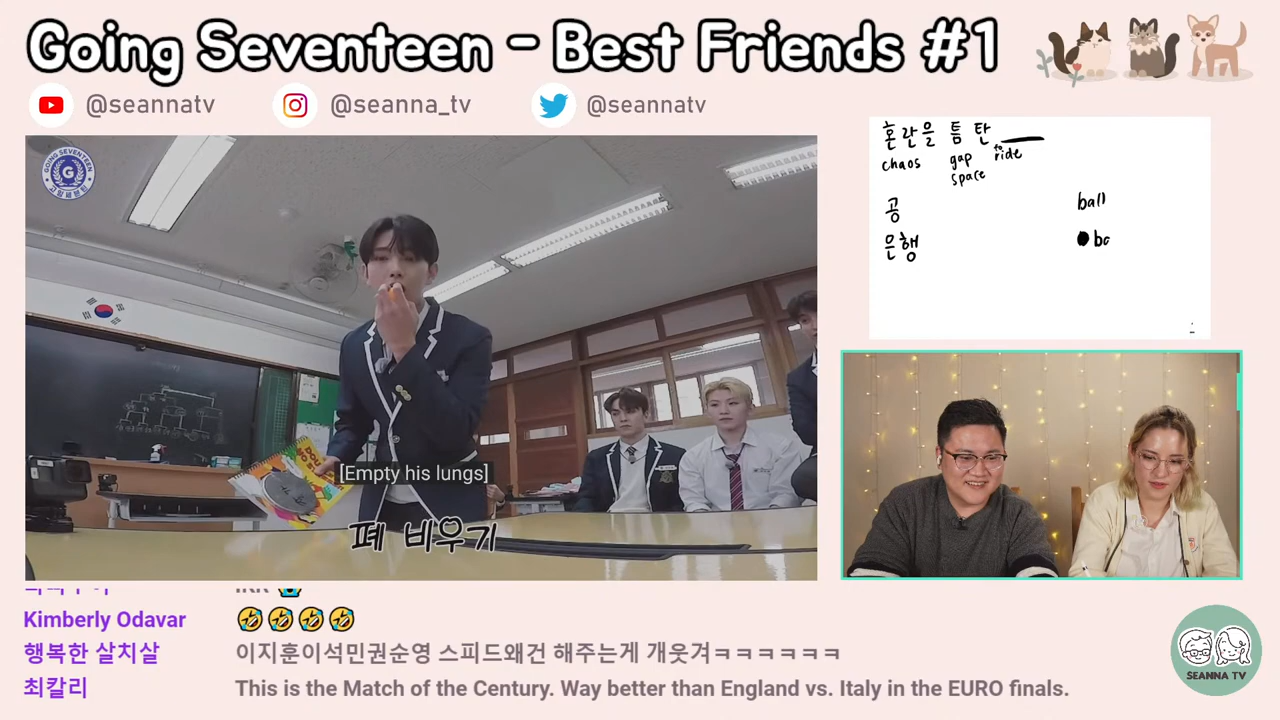 Going Seventeen - Best Friends #1
@seannatv
@seanna_tv
@seannatv
GOING SEVENTEEN
G
혼란을 틈 탄
chaos gap to ride
space
공 ball
은행 ba
[Empty his lungs]
폐 비우기
Kimberly Odavar 🤣🤣🤣🤣
행복한 살치살 이지훈이석민권순영 스피드왜건 해주는게 개웃겨ㅋㅋㅋㅋㅋㅋ
최칼리 This is the Match of the Century. Way better than England vs. Italy in the EURO finals.
SEANNA TV